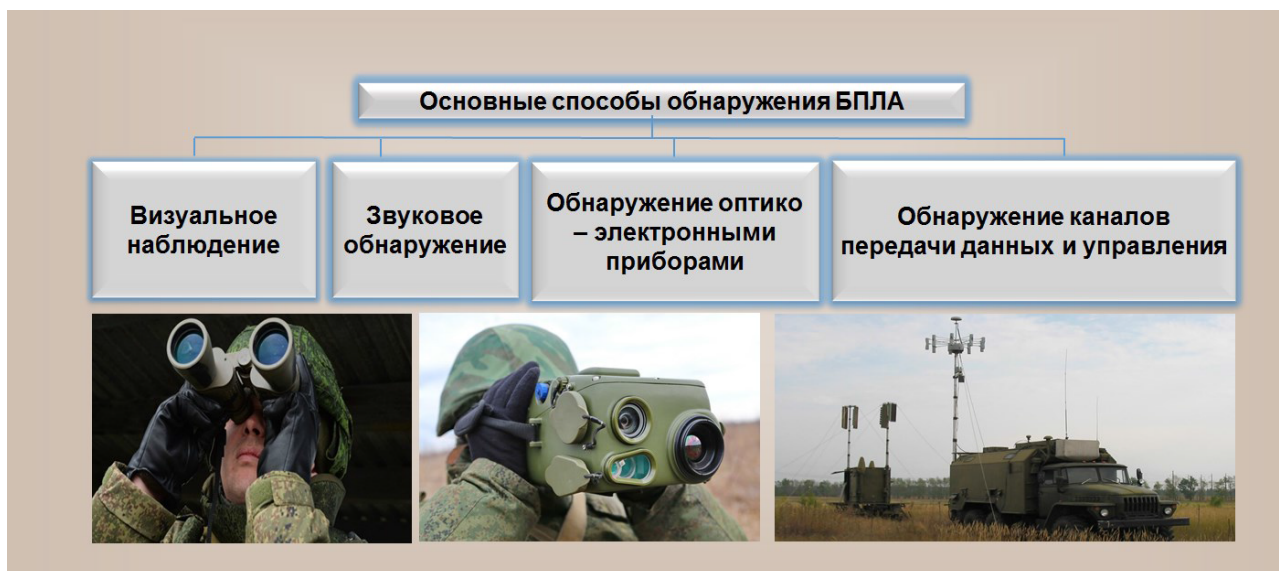 Основные способы обнаружения БПЛА
Визуальное
наблюдение
Звуковое
обнаружение
Обнаружение оптико
– электронными
приборами
Обнаружение каналов
передачи данных и управления